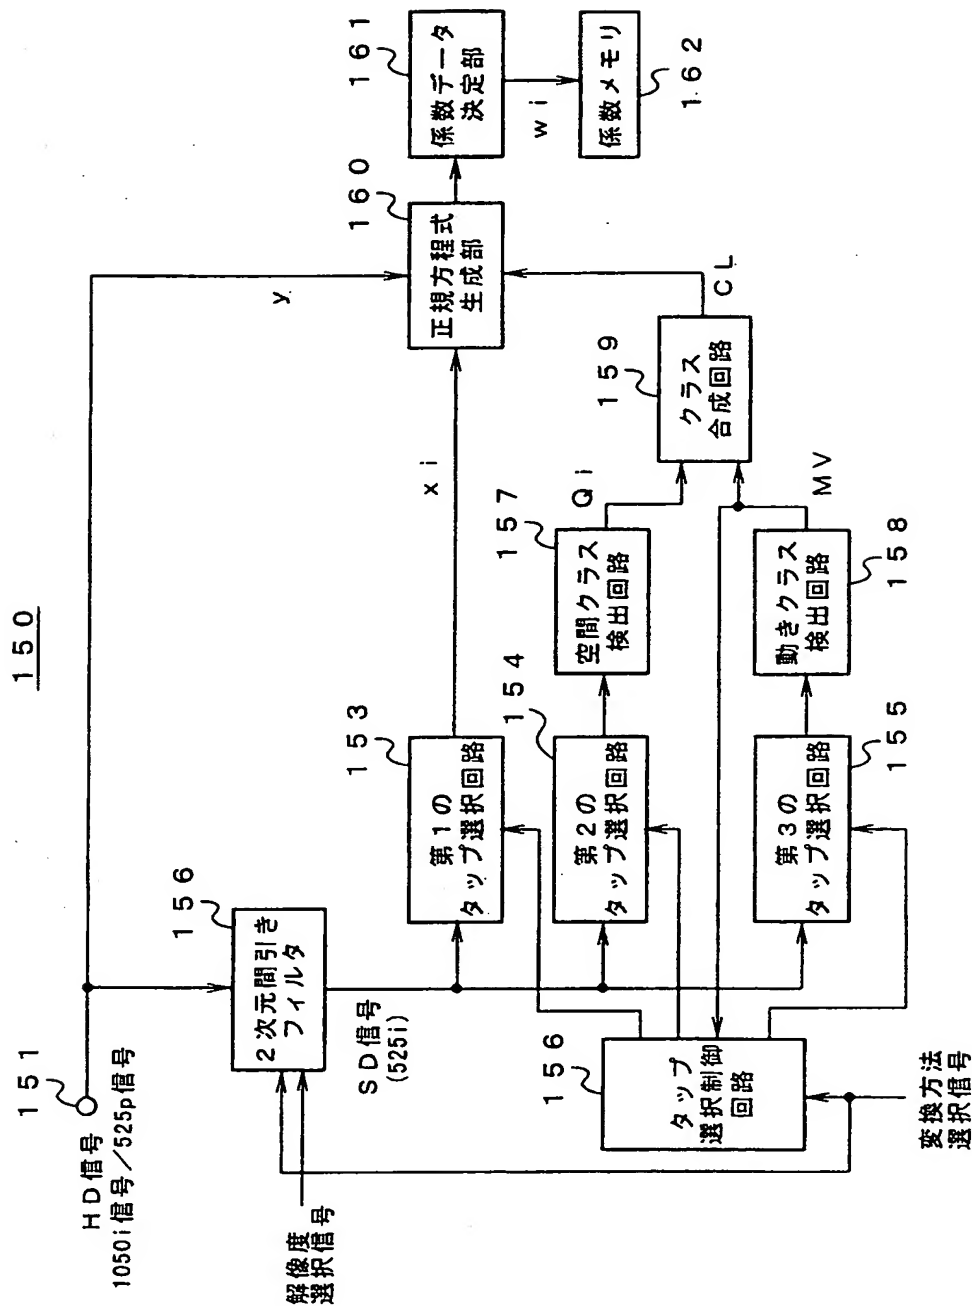 150
151
HD信号
1050i信号/525p信号
156
2次元間引き
フィルタ
SD信号
(525i)
解像度
選択信号
y
153
第1の
タップ選択回路
xi
160
正規方程式
生成部
161
係数データ
決定部
wi
係数メモリ
162
154
第2の
タップ選択回路
157
空間クラス
検出回路
Qi
159
クラス
合成回路
CL
156
タップ
選択制御
回路
第3の
タップ選択回路
155
動きクラス
検出回路
158
MV
変換方法
選択信号